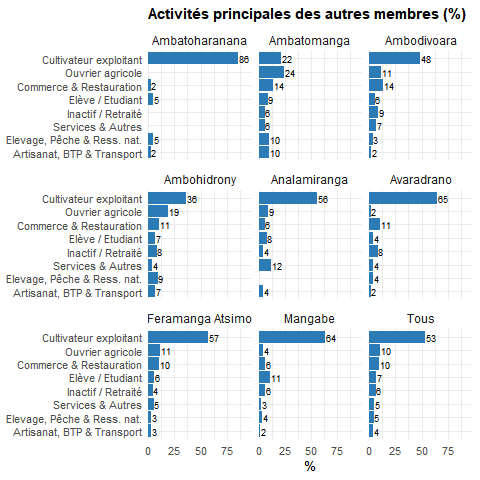 Activités principales des autres membres (%)
Ambatoharanana Ambatomanga Ambodivoara
Cultivateur exploitant 86 22 48
Ouvrier agricole 24 11
Commerce & Restauration 2 14 14
Elève / Etudiant 5 9 6
Inactif / Retraité 6 9
Services & Autres 6 7
Elevage, Pêche & Ress. nat. 5 10 3
Artisanat, BTP & Transport 2 10 2
Ambohidrony Analamiranga Avaradrano
Cultivateur exploitant 36 56 65
Ouvrier agricole 19 9 2
Commerce & Restauration 11 6 11
Elève / Etudiant 7 8 4
Inactif / Retraité 8 4 8
Services & Autres 4 12 4
Elevage, Pêche & Ress. nat. 9 4
Artisanat, BTP & Transport 7 4 2
Feramanga Atsimo Mangabe Tous
Cultivateur exploitant 57 64 53
Ouvrier agricole 11 4 10
Commerce & Restauration 10 6 10
Elève / Etudiant 6 11 7
Inactif / Retraité 4 6 6
Services & Autres 5 3 5
Elevage, Pêche & Ress. nat. 3 4 5
Artisanat, BTP & Transport 3 2 4
0 25 50 75 0 25 50 75 0 25 50 75
%